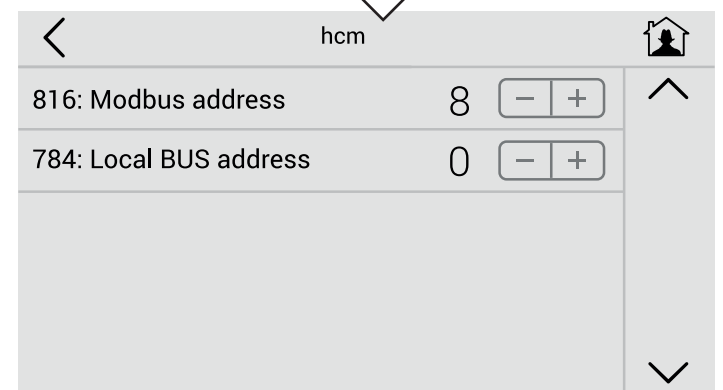 hcm
816: Modbus address 8 − +
784: Local BUS address 0 − +